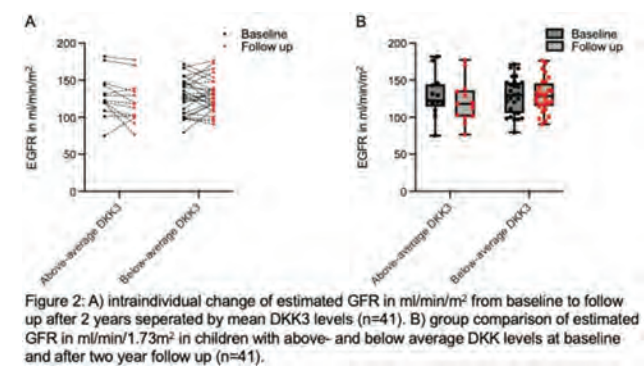 A
Baseline
Follow up
200
150
100
50
0
EGFR in ml/min/m²
Above-average DKK3
Below-average DKK3
B
Baseline
Follow up
200
150
100
50
0
EGFR in ml/min/m²
Above-average DKK3
Below-average DKK3
Figure 2: A) intraindividual change of estimated GFR in ml/min/m² from baseline to follow
up after 2 years seperated by mean DKK3 levels (n=41). B) group comparison of estimated
GFR in ml/min/1.73m² in children with above- and below average DKK levels at baseline
and after two year follow up (n=41).